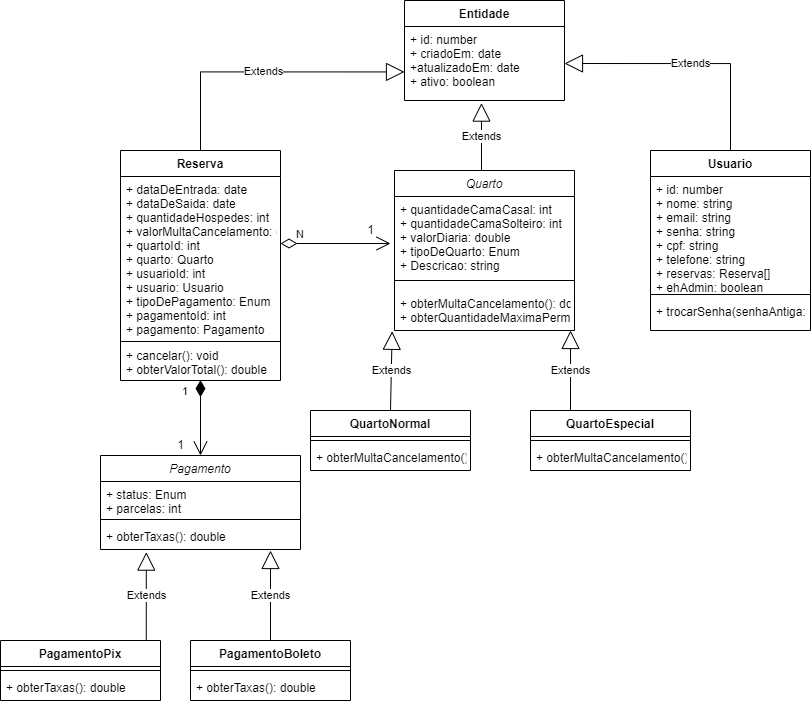 Entidade
+ id: number
+ criadoEm: date
+atualizadoEm: date
+ ativo: boolean
Extends
Extends
Extends
Reserva
+ dataDeEntrada: date
+ dataDeSaida: date
+ quantidadeHospedes: int
+ valorMultaCancelamento:
+ quartoId: int
+ quarto: Quarto
+ usuarioId: int
+ usuario: Usuario
+ tipoDePagamento: Enum
+ pagamentoId: int
+ pagamento: Pagamento
+ cancelar(): void
+ obterValorTotal(): double
N
1
Quarto
+ quantidadeCamaCasal: int
+ quantidadeCamaSolteiro: int
+ valorDiaria: double
+ tipoDeQuarto: Enum
+ Descricao: string
+ obterMultaCancelamento(): do
+ obterQuantidadeMaximaPerm
Usuario
+ id: number
+ nome: string
+ email: string
+ senha: string
+ cpf: string
+ telefone: string
+ reservas: Reserva[]
+ ehAdmin: boolean
+ trocarSenha(senhaAntiga:
Extends
Extends
QuartoNormal
+ obterMultaCancelamento()
QuartoEspecial
+ obterMultaCancelamento()
1
1
Pagamento
+ status: Enum
+ parcelas: int
+ obterTaxas(): double
Extends
Extends
PagamentoPix
+ obterTaxas(): double
PagamentoBoleto
+ obterTaxas(): double